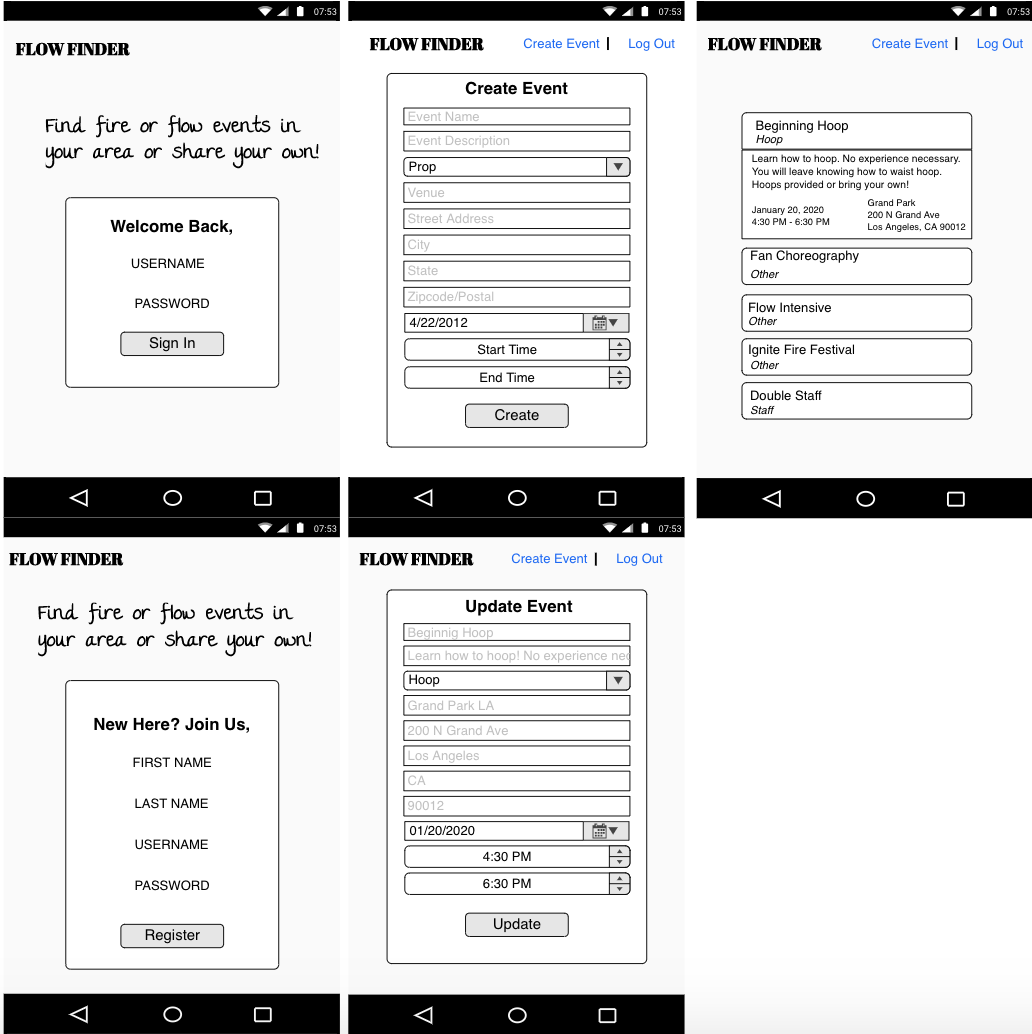 07:53
FLOW FINDER
Find fire or flow events in
your area or share your own!
Welcome Back,
USERNAME
PASSWORD
Sign In
07:53
FLOW FINDER Create Event | Log Out
Create Event
Event Name
Event Description
Prop
Venue
Street Address
City
State
Zipcode/Postal
4/22/2012
Start Time
End Time
Create
07:53
FLOW FINDER Create Event | Log Out
Beginning Hoop
Hoop
Learn how to hoop. No experience necessary.
You will leave knowing how to waist hoop.
Hoops provided or bring your own!
January 20, 2020
4:30 PM - 6:30 PM
Grand Park
200 N Grand Ave
Los Angeles, CA 90012
Fan Choreography
Other
Flow Intensive
Other
Ignite Fire Festival
Other
Double Staff
Staff
07:53
FLOW FINDER
Find fire or flow events in
your area or share your own!
New Here? Join Us,
FIRST NAME
LAST NAME
USERNAME
PASSWORD
Register
07:53
FLOW FINDER Create Event | Log Out
Update Event
Beginnig Hoop
Learn how to hoop! No experience nec
Hoop
Grand Park LA
200 N Grand Ave
Los Angeles
CA
90012
01/20/2020
4:30 PM
6:30 PM
Update